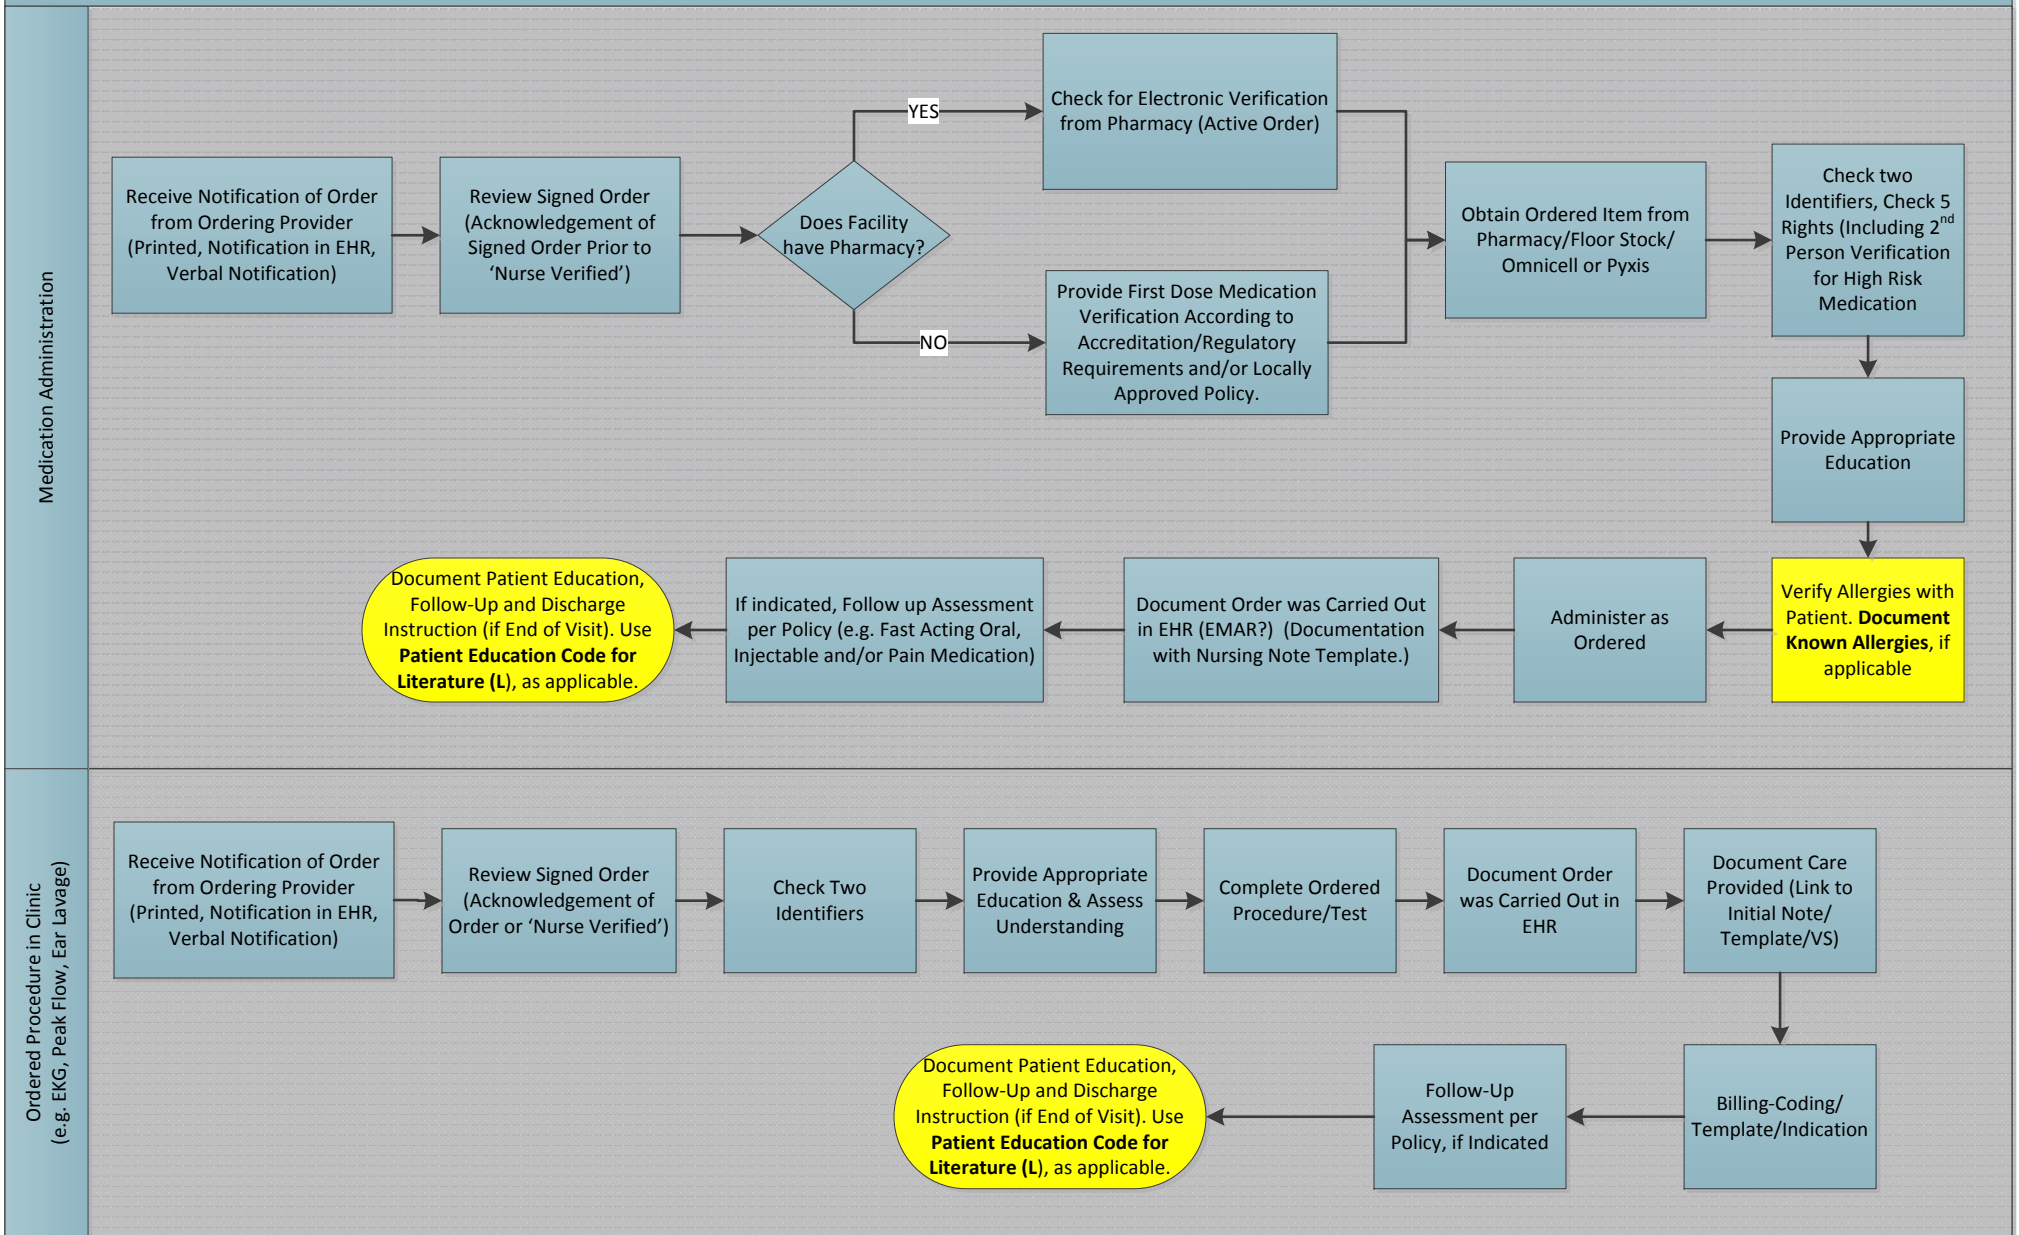 Medication Administration
Receive Notification of Order
from Ordering Provider
(Printed, Notification in EHR,
Verbal Notification)
Review Signed Order
(Acknowledgement of
Signed Order Prior to
‘Nurse Verified’)
Does Facility
have Pharmacy?
YES
Check for Electronic Verification
from Pharmacy (Active Order)
NO
Provide First Dose Medication
Verification According to
Accreditation/Regulatory
Requirements and/or Locally
Approved Policy.
Obtain Ordered Item from
Pharmacy/Floor Stock/
Omnicell or Pyxis
Check two
Identifiers, Check 5
Rights (Including 2nd
Person Verification
for High Risk
Medication
Provide Appropriate
Education
Verify Allergies with
Patient. Document
Known Allergies, if
applicable
Administer as
Ordered
Document Order was Carried Out
in EHR (EMAR?) (Documentation
with Nursing Note Template.)
If indicated, Follow up Assessment
per Policy (e.g. Fast Acting Oral,
Injectable and/or Pain Medication)
Document Patient Education,
Follow-Up and Discharge
Instruction (if End of Visit). Use
Patient Education Code for
Literature (L), as applicable.
Ordered Procedure in Clinic
(e.g. EKG, Peak Flow, Ear Lavage)
Receive Notification of Order
from Ordering Provider
(Printed, Notification in EHR,
Verbal Notification)
Review Signed Order
(Acknowledgement of
Order or ‘Nurse Verified’)
Check Two
Identifiers
Provide Appropriate
Education & Assess
Understanding
Complete Ordered
Procedure/Test
Document Order
was Carried Out in
EHR
Document Care
Provided (Link to
Initial Note/
Template/VS)
Billing-Coding/
Template/Indication
Follow-Up
Assessment per
Policy, if Indicated
Document Patient Education,
Follow-Up and Discharge
Instruction (if End of Visit). Use
Patient Education Code for
Literature (L), as applicable.